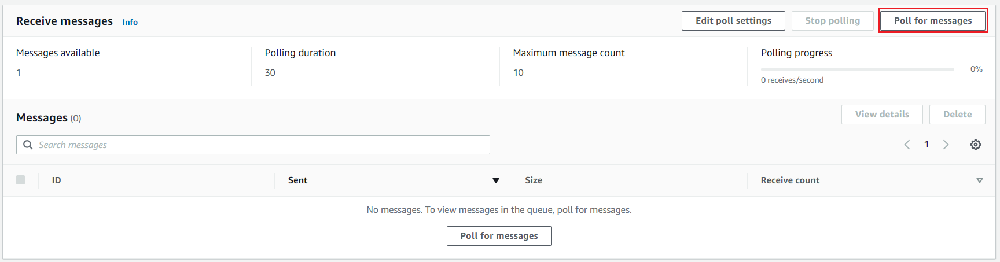 Receive messages Info Edit poll settings Stop polling Poll for messages
Messages available Polling duration Maximum message count Polling progress
1 30 10 0%
0 receives/second
Messages (0) View details Delete
Search messages 1
ID Sent Size Receive count
No messages. To view messages in the queue, poll for messages.
Poll for messages